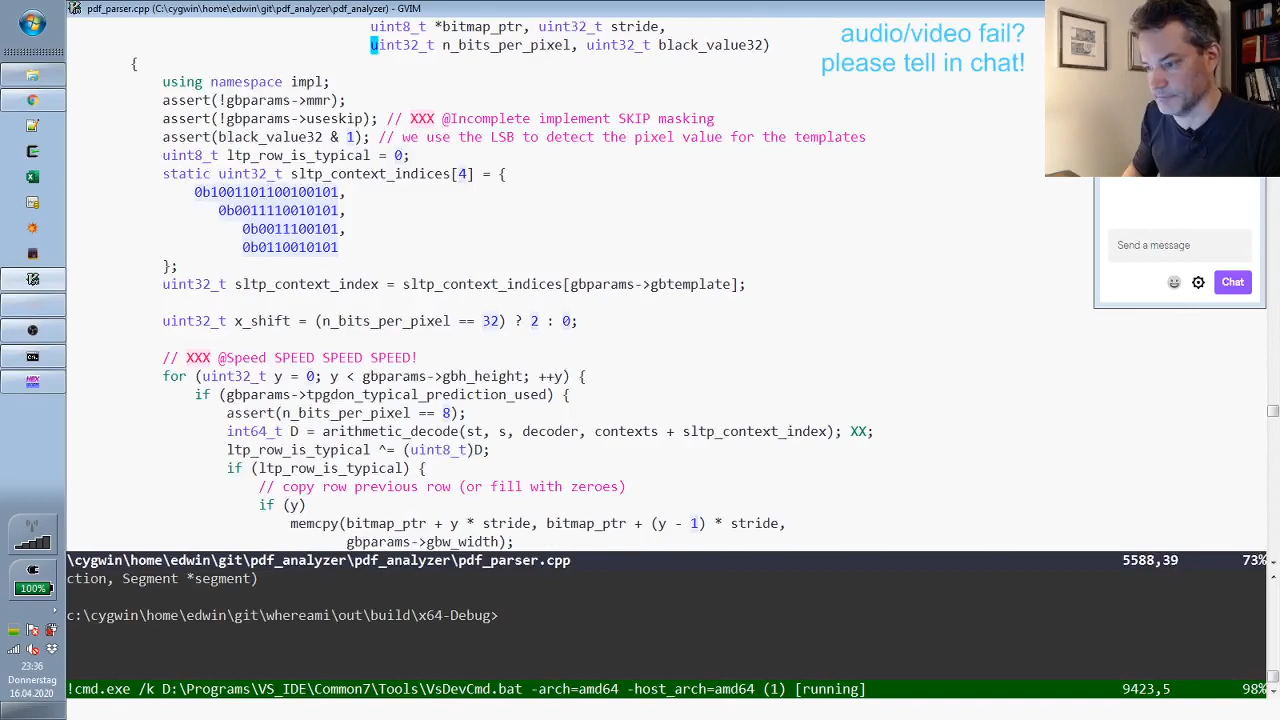 pdf_parser.cpp (C:\cygwin\home\edwin\git\pdf_analyzer\pdf_analyzer) - GVIM
uint8_t *bitmap_ptr, uint32_t stride,
uint32_t n_bits_per_pixel, uint32_t black_value32)
audio/video fail?
please tell in chat!
{
using namespace impl;
assert(!gbparams->mmr);
assert(!gbparams->useskip); // XXX @Incomplete implement SKIP masking
assert(black_value32 & 1); // we use the LSB to detect the pixel value for the templates
uint8_t ltp_row_is_typical = 0;
static uint32_t sltp_context_indices[4] = {
0b1001101100100101,
0b0011110010101,
0b0011100101,
0b0110010101
};
uint32_t sltp_context_index = sltp_context_indices[gbparams->gbtemplate];
uint32_t x_shift = (n_bits_per_pixel == 32) ? 2 : 0;
// XXX @Speed SPEED SPEED SPEED!
for (uint32_t y = 0; y < gbparams->gbh_height; ++y) {
if (gbparams->tpgdon_typical_prediction_used) {
assert(n_bits_per_pixel == 8);
int64_t D = arithmetic_decode(st, s, decoder, contexts + sltp_context_index); XX;
ltp_row_is_typical ^= (uint8_t)D;
if (ltp_row_is_typical) {
// copy row previous row (or fill with zeroes)
if (y)
memcpy(bitmap_ptr + y * stride, bitmap_ptr + (y - 1) * stride,
gbparams->gbw_width);
\cygwin\home\edwin\git\pdf_analyzer\pdf_analyzer\pdf_parser.cpp 5588,39 73%
ction, Segment *segment)
c:\cygwin\home\edwin\git\whereami\out\build\x64-Debug>
!cmd.exe /k D:\Programs\VS_IDE\Common7\Tools\VsDevCmd.bat -arch=amd64 -host_arch=amd64 (1) [running] 9423,5 98%
Send a message
Chat
HEX
100%
23:36
Donnerstag
16.04.2020